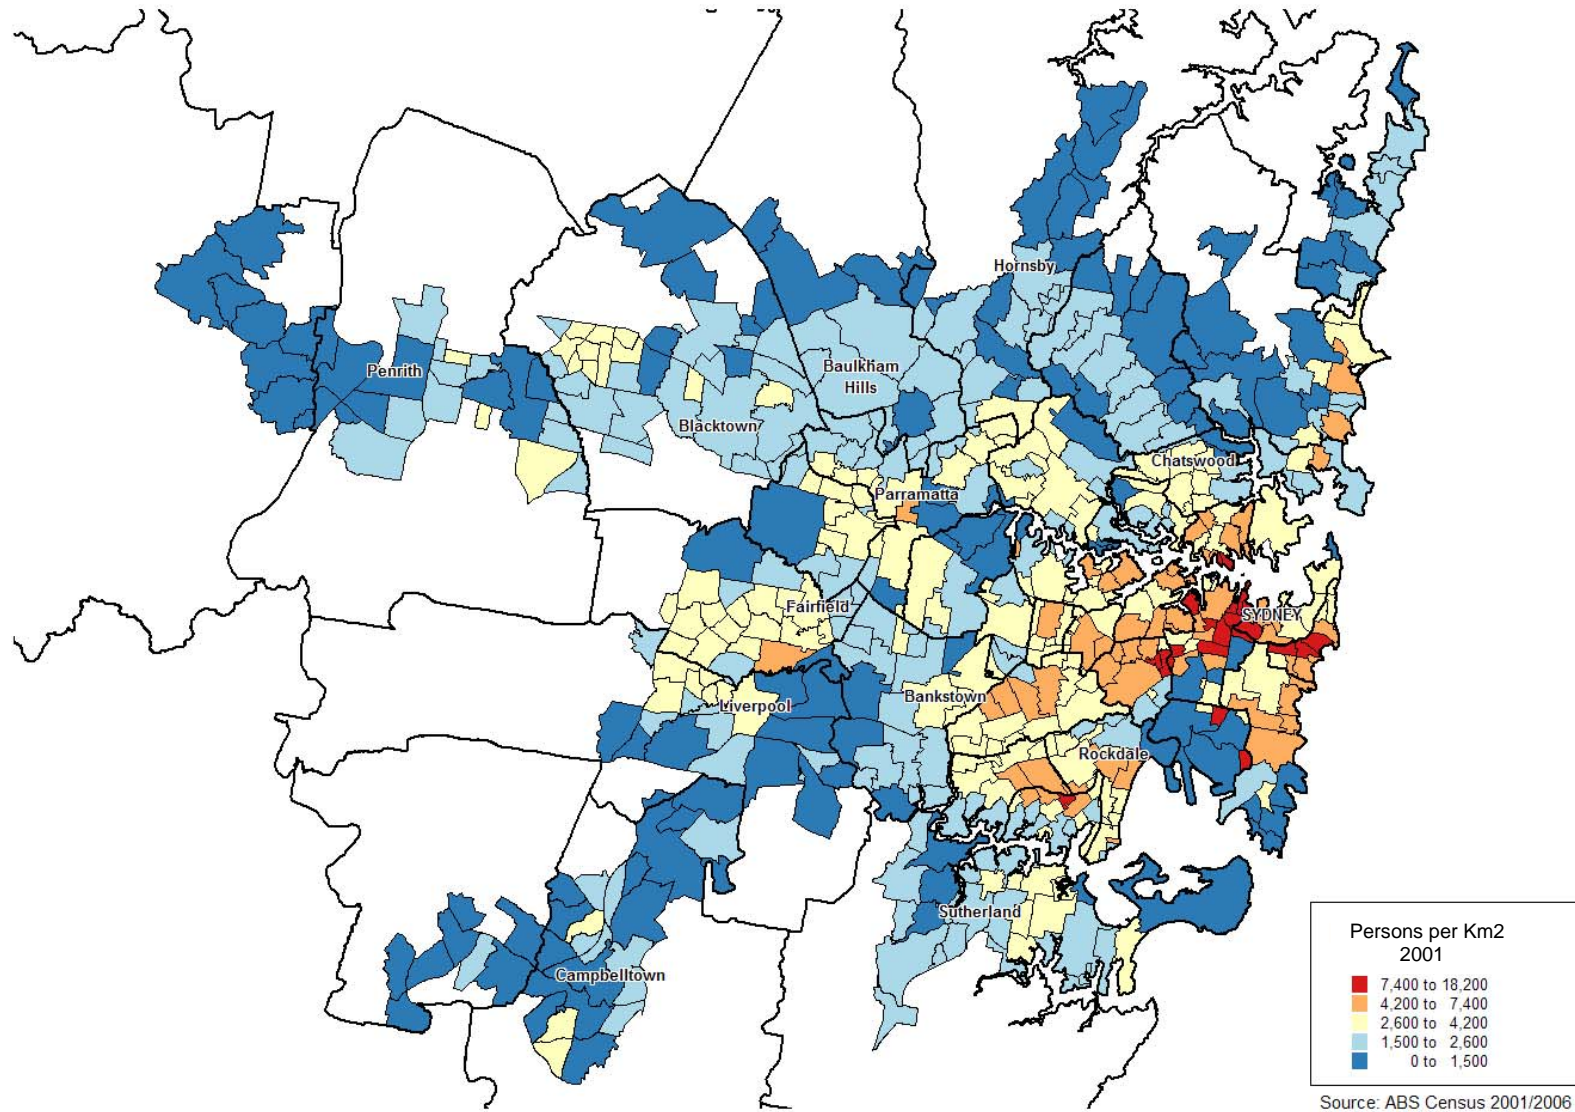 Hornsby
Penrith
Baulkham
Hills
Blacktown
Chatswood
Parramatta
Fairfield
SYDNEY
Bankstown
Liverpool
Rockdale
Sutherland
Campbelltown
Persons per Km2
2001
7,400 to 18,200
4,200 to 7,400
2,600 to 4,200
1,500 to 2,600
0 to 1,500
Source: ABS Census 2001/2006